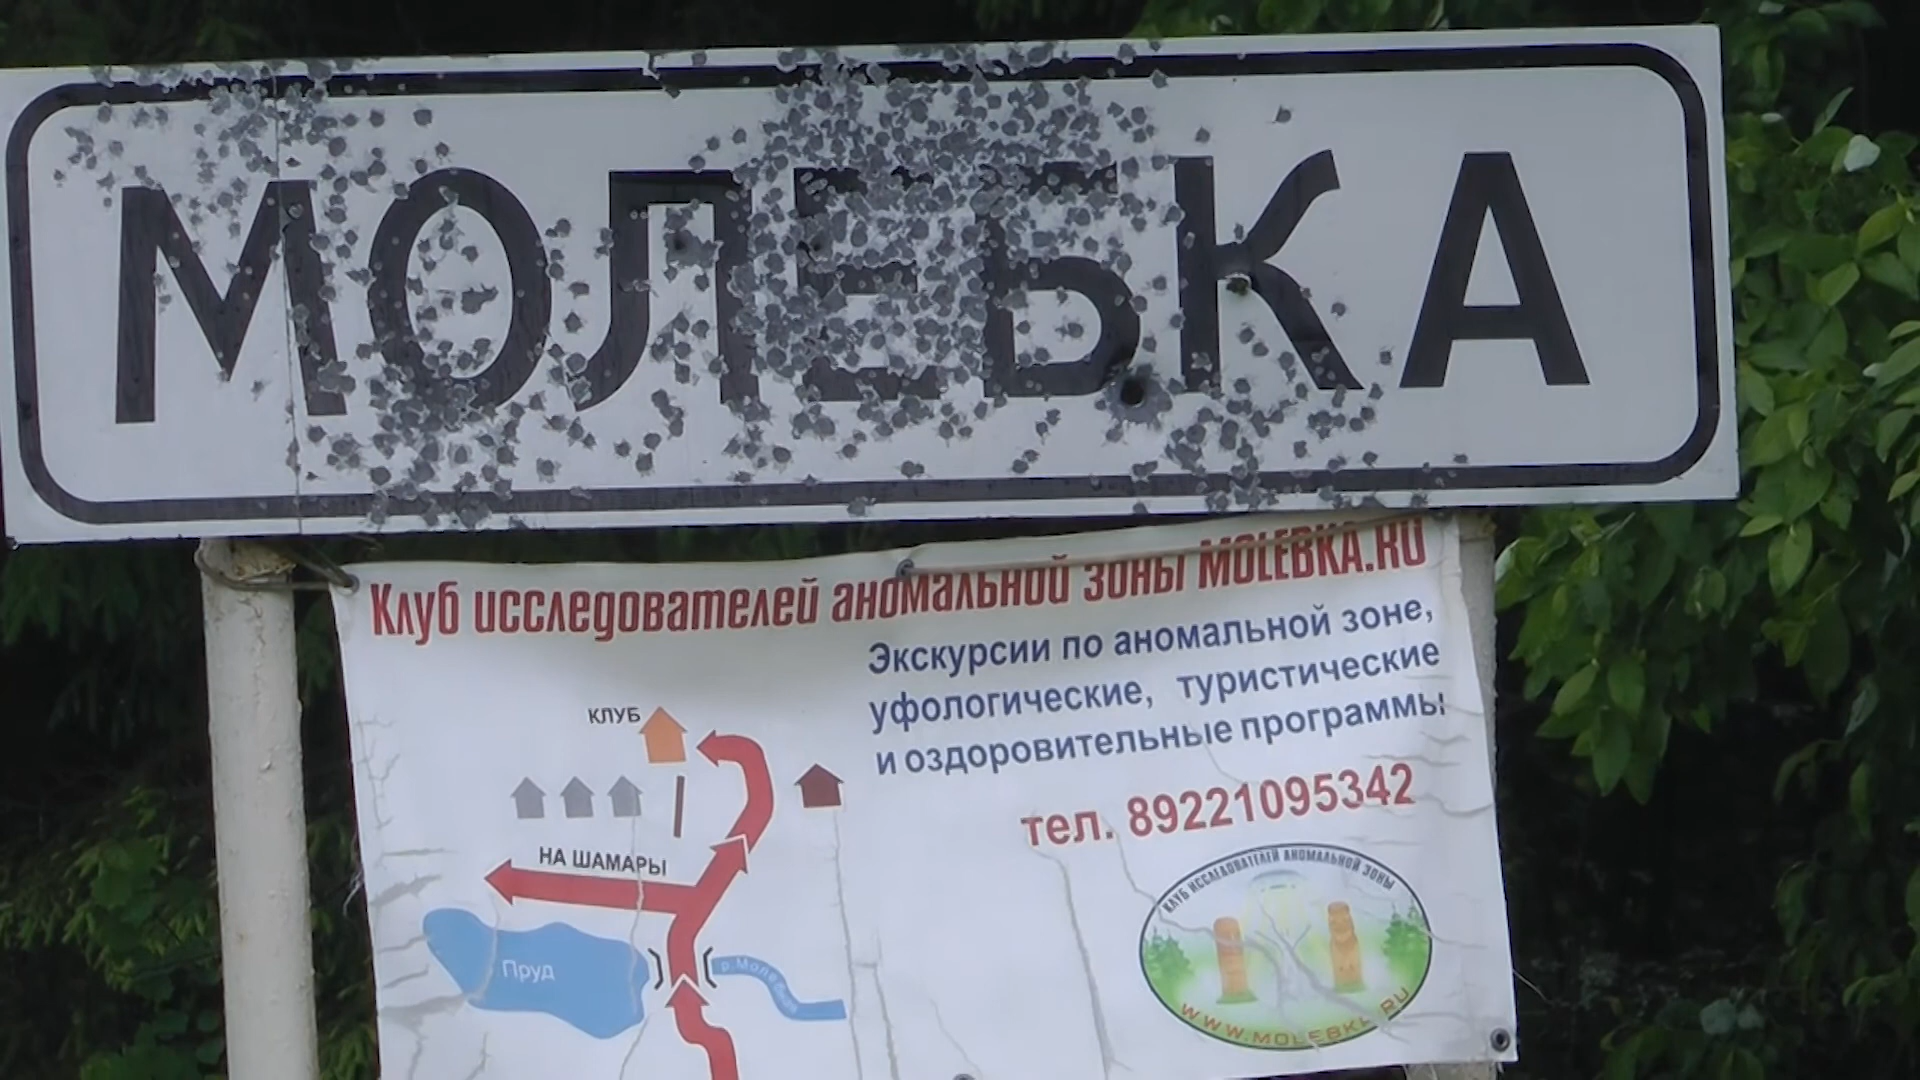 МОЛЕБКА
Клуб исследователей аномальной зоны MOLEBKA.RU
Экскурсии по аномальной зоне,
уфологические, туристические
и оздоровительные программы
тел. 89221095342
КЛУБ
НА ШАМАРЫ
Пруд
КЛУБ ИССЛЕДОВАТЕЛЕЙ АНОМАЛЬНОЙ ЗОНЫ
WWW.MOLEBKA.RU